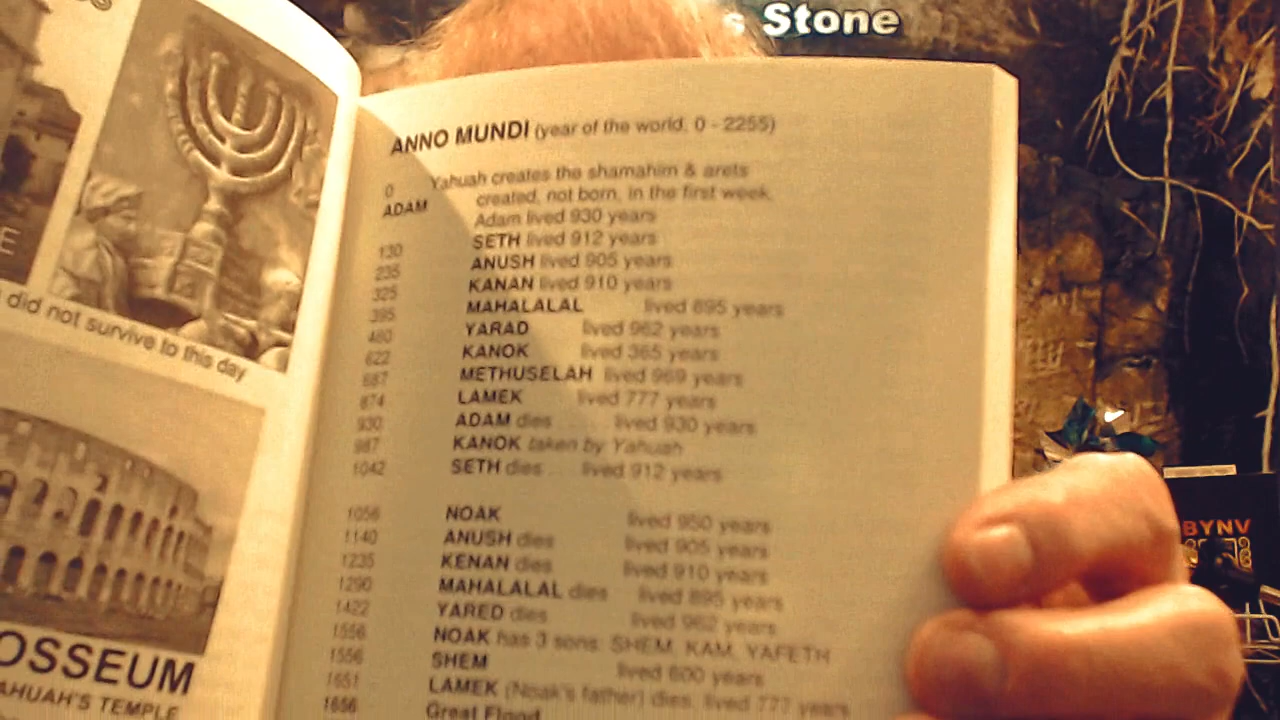 s Stone
E
did not survive to this day
OSSEUM
AHUAH'S TEMPLE
ANNO MUNDI (year of the world, 0 - 2255)
0 Yahuah creates the shamahim & arets
ADAM created, not born, in the first week,
Adam lived 930 years
130 SETH lived 912 years
235 ANUSH lived 905 years
325 KANAN lived 910 years
395 MAHALALAL lived 895 years
460 YARAD lived 962 years
622 KANOK lived 365 years
687 METHUSELAH lived 969 years
874 LAMEK lived 777 years
930 ADAM dies .... lived 930 years
987 KANOK taken by Yahuah
1042 SETH dies ... lived 912 years
1056 NOAK lived 950 years
1140 ANUSH dies lived 905 years
1235 KENAN dies lived 910 years
1290 MAHALALAL dies lived 895 years
1422 YARED dies lived 962 years
1556 NOAK has 3 sons: SHEM, KAM, YAFETH
1556 SHEM lived 600 years
1651 LAMEK (Noak's father) dies, lived 777 years
1656 Great Flood
BYNV